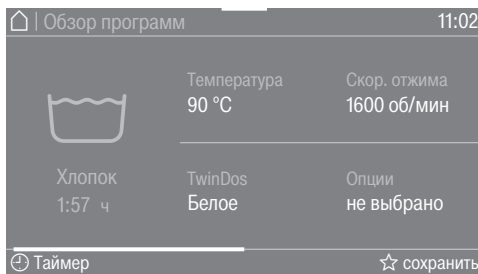 Обзор программ 11:02
Температура Скор. отжима
90 °C 1600 об/мин
Хлопок
1:57 ч
TwinDos Опции
Белое не выбрано
Таймер сохранить